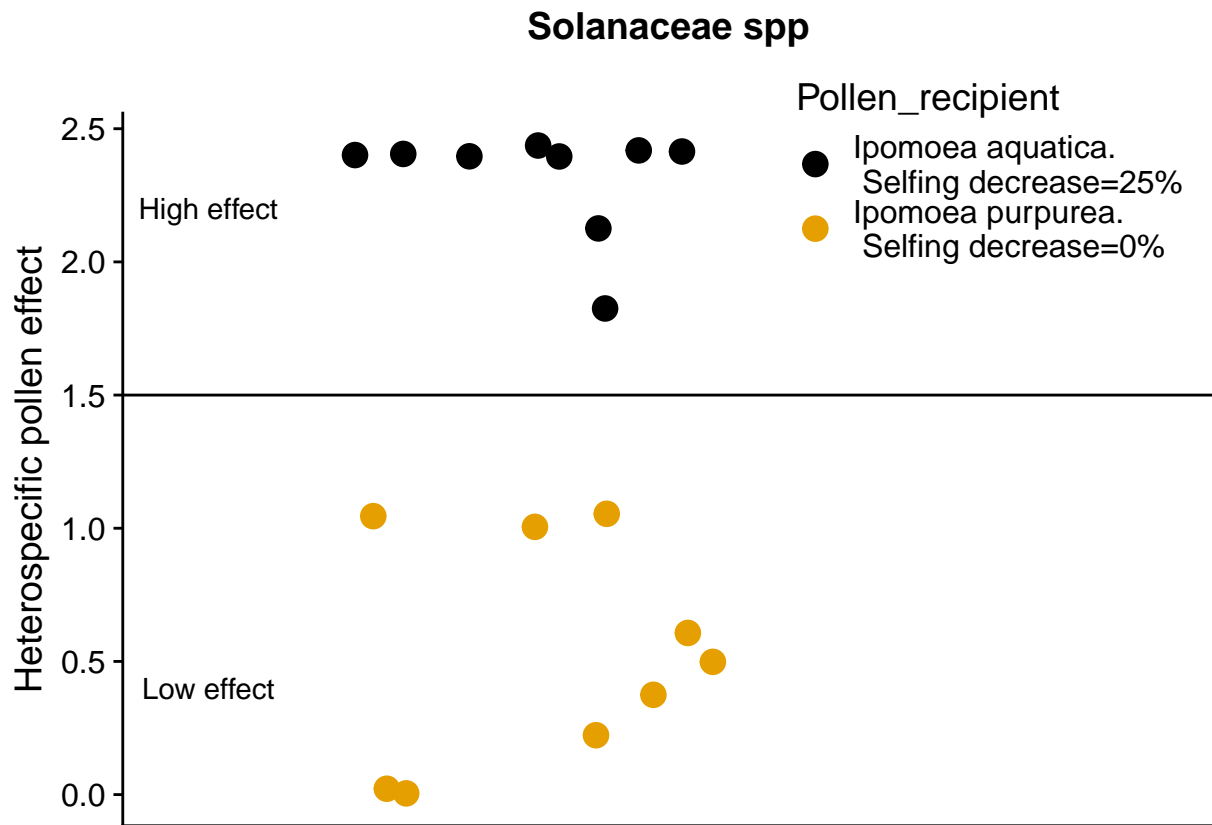 Solanaceae spp
Pollen_recipient
Ipomoea aquatica.
Selfing decrease=25%
Ipomoea purpurea.
Selfing decrease=0%
Heterospecific pollen effect
2.5
High effect
2.0
1.5
1.0
0.5
Low effect
0.0